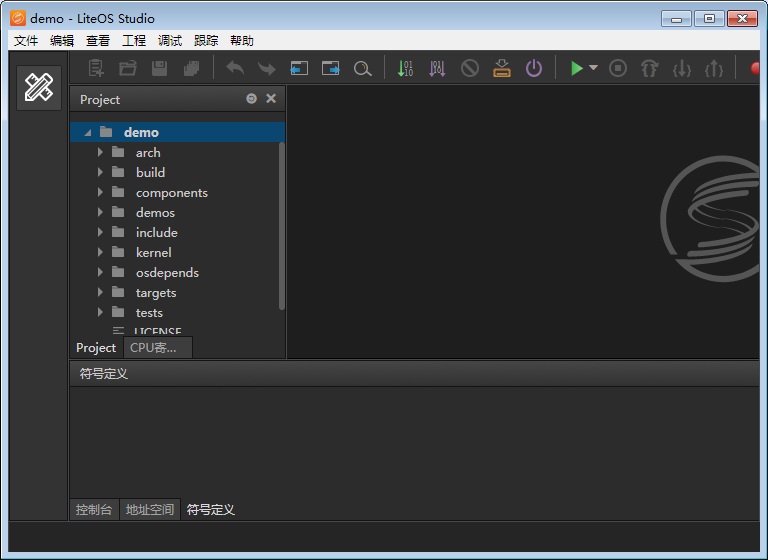 demo - LiteOS Studio
文件 编辑 查看 工程 调试 跟踪 帮助
Project
demo
arch
build
components
demos
include
kernel
osdepends
targets
tests
LICENSE
Project CPU寄...
符号定义
控制台 地址空间 符号定义